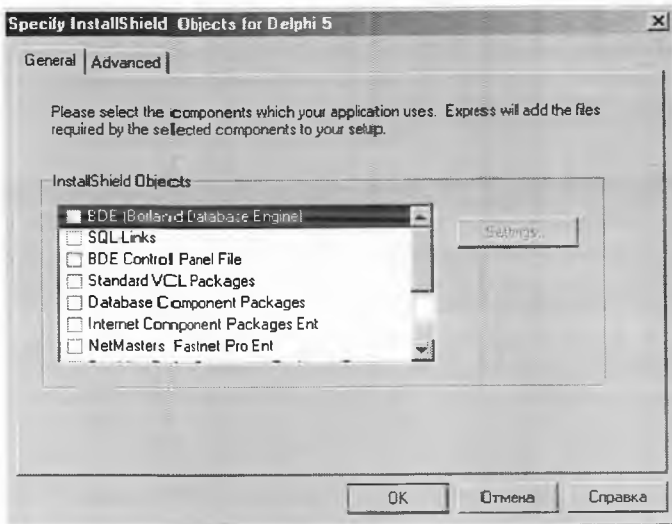 Specify InstallShield Objects for Delphi 5
General
Advanced
Please select the components which your application uses. Express will add the files
required by the selected components to your setup.
InstallShield Objects
BDE (Borland Database Engine)
SQL-Links
BDE Control Panel File
Standard VCL Packages
Database Component Packages
Internet Component Packages Ent
NetMasters Fastnet Pro Ent
Settings...
OK
Отмена
Справка